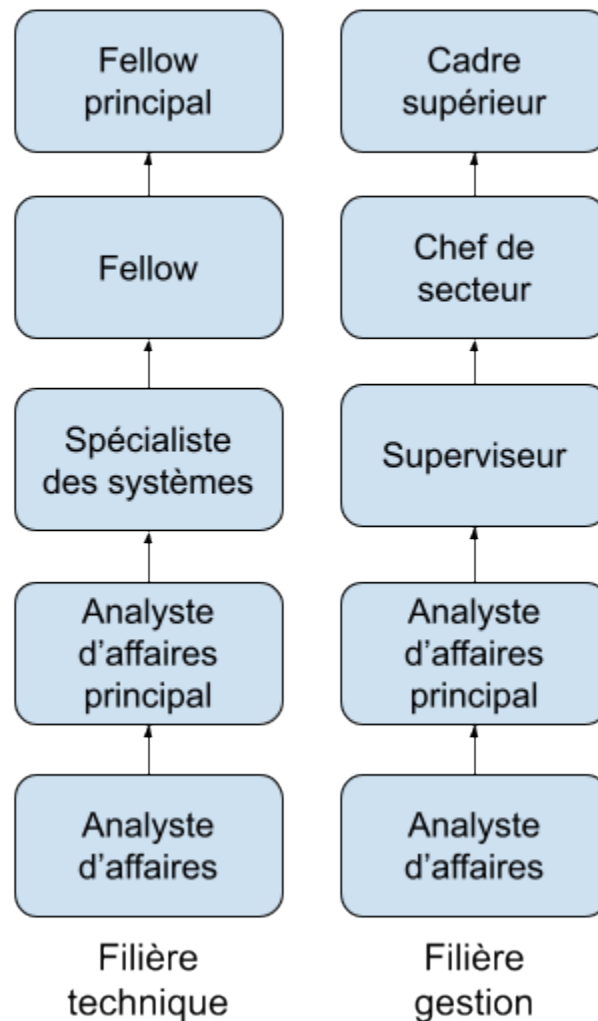 Fellow
principal
Fellow
Spécialiste
des systèmes
Analyste
d'affaires
principal
Analyste
d'affaires
Filière
technique
Cadre
supérieur
Chef de
secteur
Superviseur
Analyste
d'affaires
principal
Analyste
d'affaires
Filière
gestion